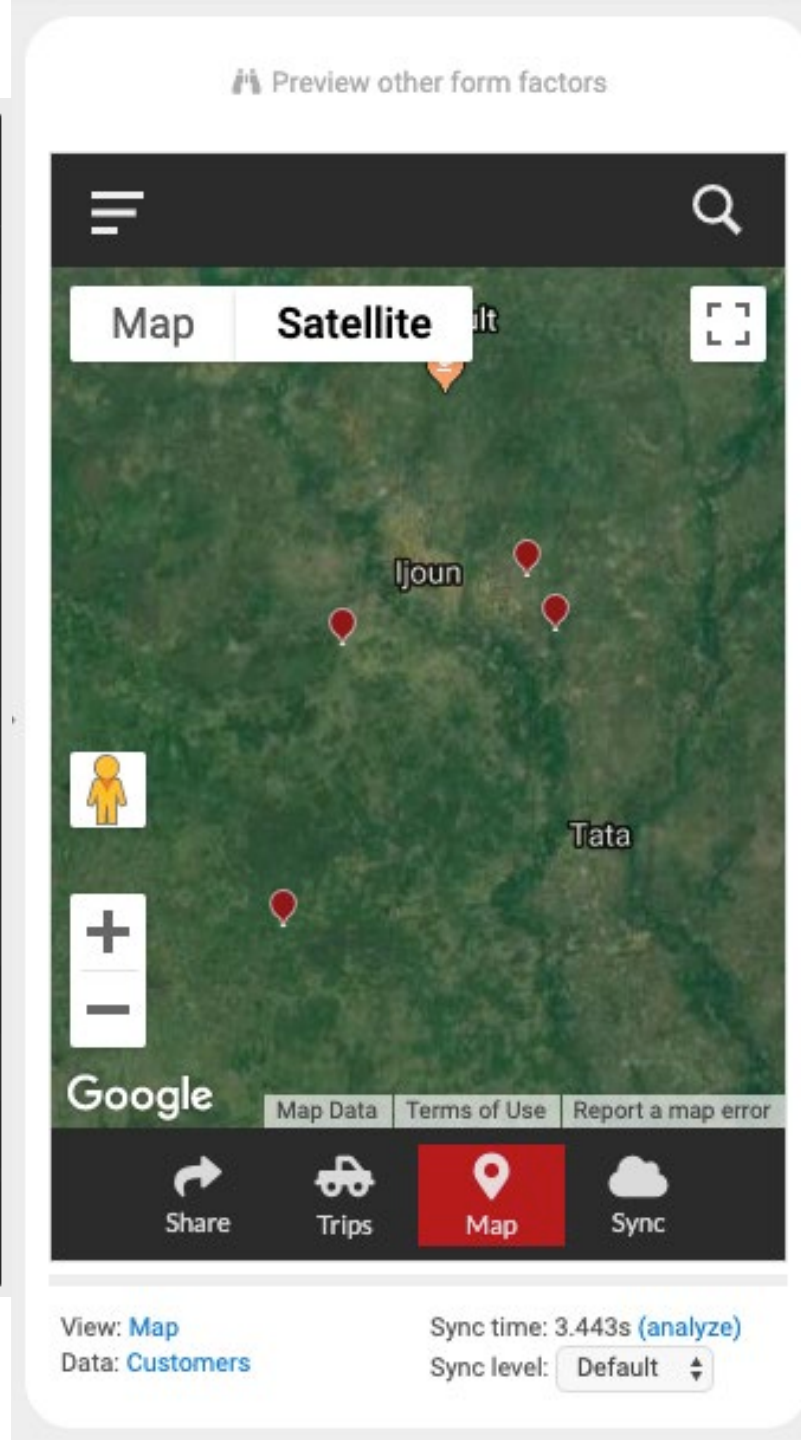 Preview other form factors
Map Satellite
Ijoun
Tata
Google
Map Data Terms of Use Report a map error
Share Trips Map Sync
View: Map Sync time: 3.443s (analyze)
Data: Customers Sync level: Default